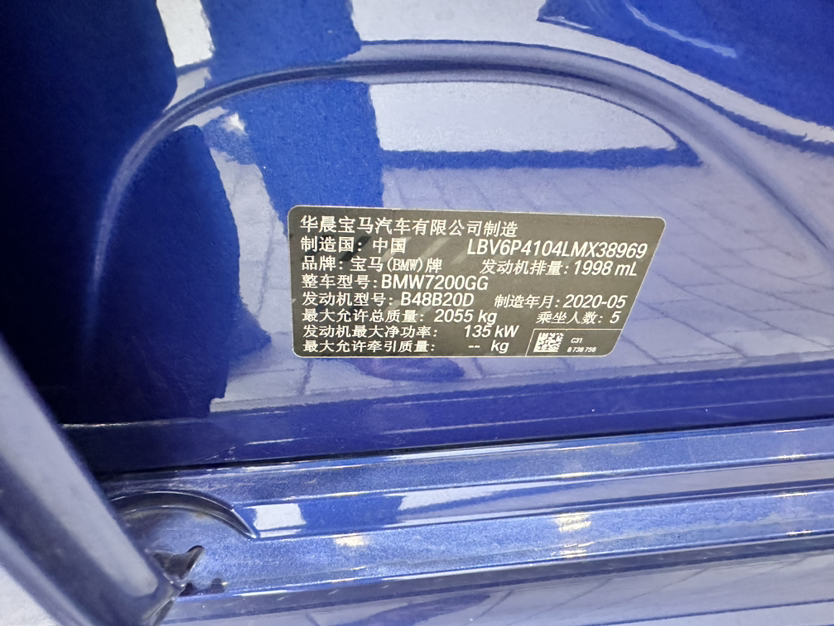 华晨宝马汽车有限公司制造
制造国：中国 LBV6P4104LMX38969
品牌：宝马(BMW)牌 发动机排量：1998 mL
整车型号：BMW7200GG
发动机型号：B48B20D 制造年月：2020-05
最大允许总质量：2055 kg 乘坐人数：5
发动机最大净功率：135 kW
最大允许牵引质量：-- kg
C31
8 738 756